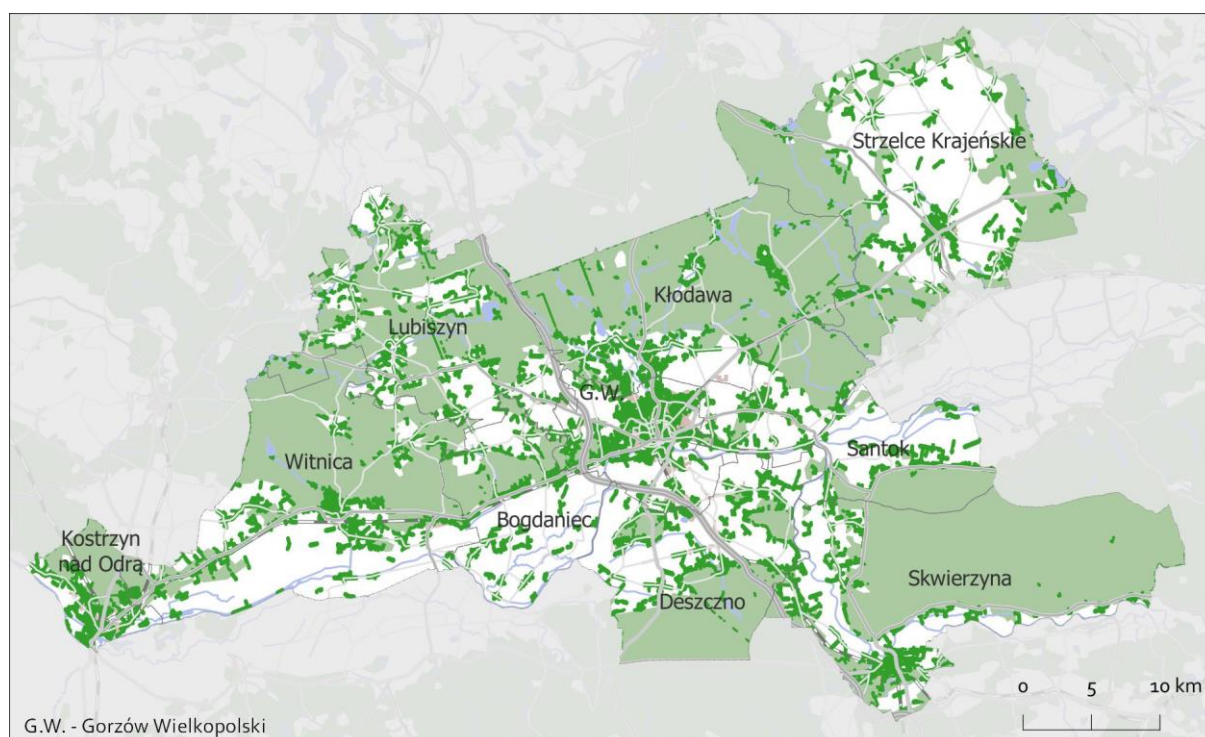 Strzelce Krajeńskie
Kłodawa
Lubiszyn
G.W.
Santok
Witnica
Bogdaniec
Kostrzyn
nad Odrą
Skwierzyna
Deszczno
0 5 10 km
G.W. - Gorzów Wielkopolski